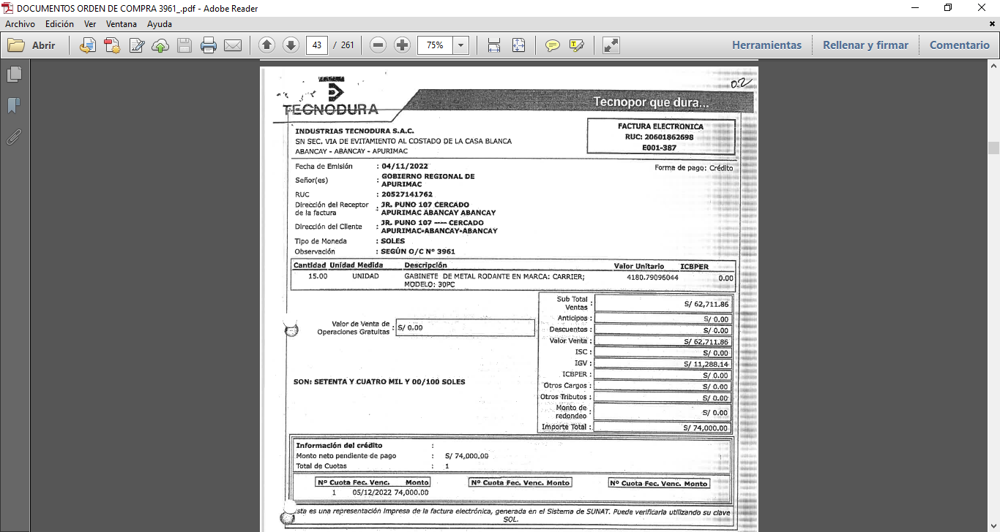 DOCUMENTOS ORDEN DE COMPRA 3961_.pdf - Adobe Reader
Archivo Edición Ver Ventana Ayuda
Abrir 43 / 261 75% Herramientas Rellenar y firmar Comentario
02
TECNODURA
Tecnopor que dura...
INDUSTRIAS TECNODURA S.A.C.
SN SEC. VIA DE EVITAMIENTO AL COSTADO DE LA CASA BLANCA
ABANCAY - ABANCAY - APURIMAC
FACTURA ELECTRONICA
RUC: 20601862698
E001-387
Fecha de Emisión : 04/11/2022
Forma de pago: Crédito
Señor(es) : GOBIERNO REGIONAL DE
APURIMAC
RUC : 20527141762
Dirección del Receptor
de la factura : JR. PUNO 107 CERCADO
APURIMAC ABANCAY ABANCAY
Dirección del Cliente : JR. PUNO 107 ---- CERCADO
APURIMAC-ABANCAY-ABANCAY
Tipo de Moneda : SOLES
Observación : SEGÚN O/C Nº 3961
Cantidad Unidad Medida Descripción Valor Unitario ICBPER
15.00 UNIDAD GABINETE DE METAL RODANTE EN MARCA: CARRIER; 4180.79096044 0.00
MODELO: 30PC
Valor de Venta de
Operaciones Gratuitas : S/ 0.00
Sub Total
Ventas : S/ 62,711.86
Anticipos : S/ 0.00
Descuentos : S/ 0.00
Valor Venta : S/ 62,711.86
ISC : S/ 0.00
IGV : S/ 11,288.14
ICBPER : S/ 0.00
Otros Cargos : S/ 0.00
Otros Tributos : S/ 0.00
Monto de
redondeo : S/ 0.00
Importe Total : S/ 74,000.00
SON: SETENTA Y CUATRO MIL Y 00/100 SOLES
Información del crédito :
Monto neto pendiente de pago : S/ 74,000.00
Total de Cuotas : 1
Nº Cuota Fec. Venc. Monto Nº Cuota Fec. Venc. Monto Nº Cuota Fec. Venc. Monto
1 05/12/2022 74,000.00
sta es una representación impresa de la factura electrónica, generada en el Sistema de SUNAT. Puede verificarla utilizando su clave
SOL.